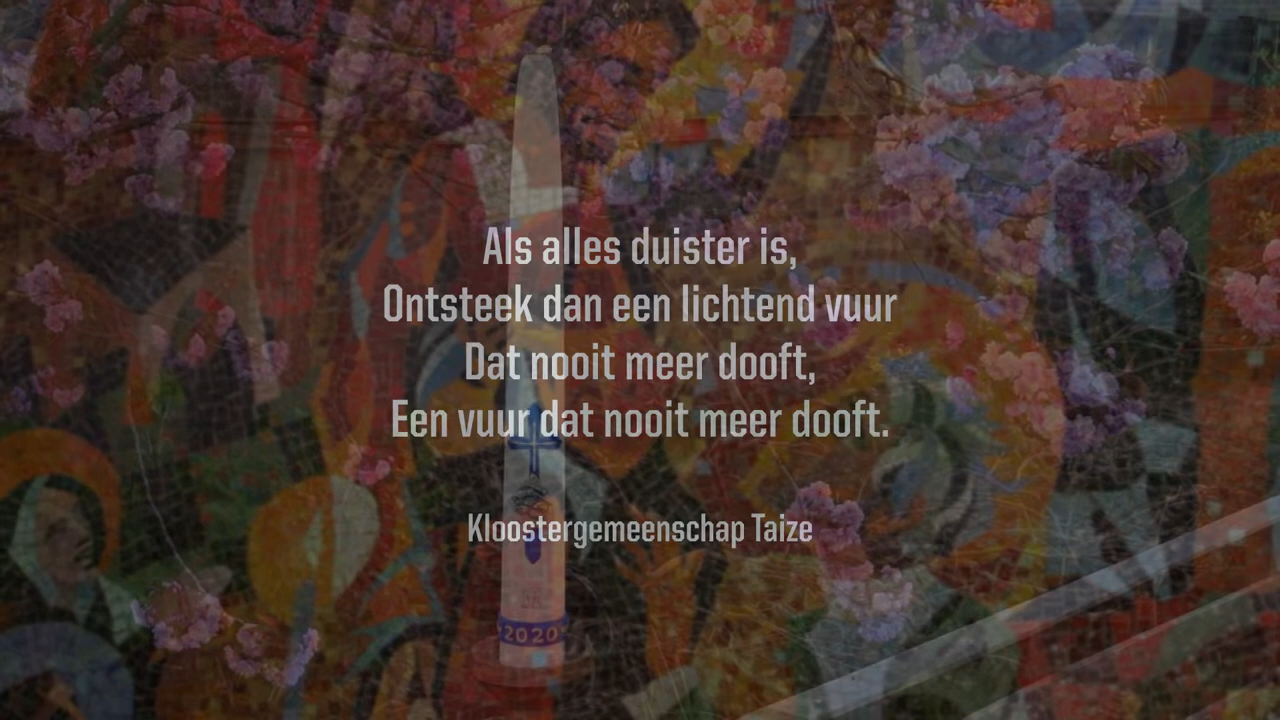 Als alles duister is,
Ontsteek dan een lichtend vuur
Dat nooit meer dooft,
Een vuur dat nooit meer dooft.
Kloostergemeenschap Taize
2020